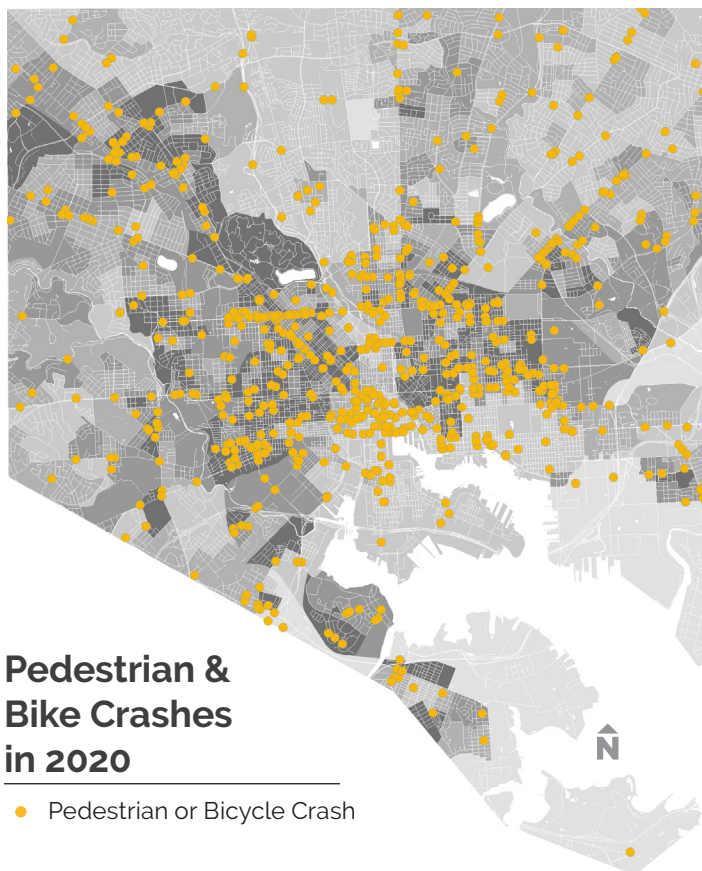 N
Pedestrian &
Bike Crashes
in 2020
Pedestrian or Bicycle Crash